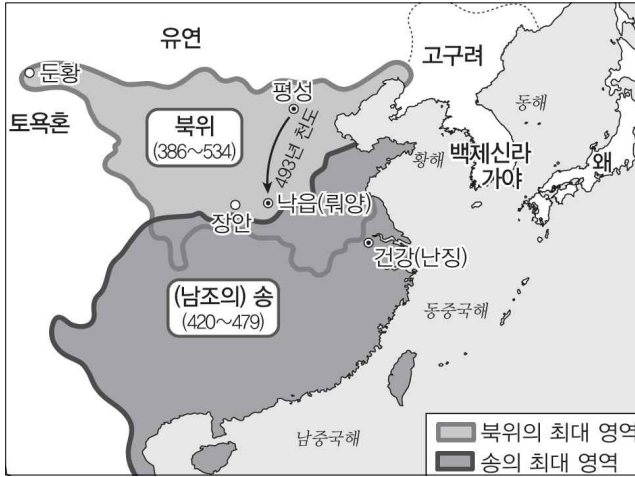 유연
고구려
둔황
평성
동해
토욕혼
북위
(386~534)
493년 천도
백제신라
가야
황해
왜
낙읍(뤄양)
장안
건강(난징)
(남조의) 송
(420~479)
동중국해
남중국해
북위의 최대 영역
송의 최대 영역